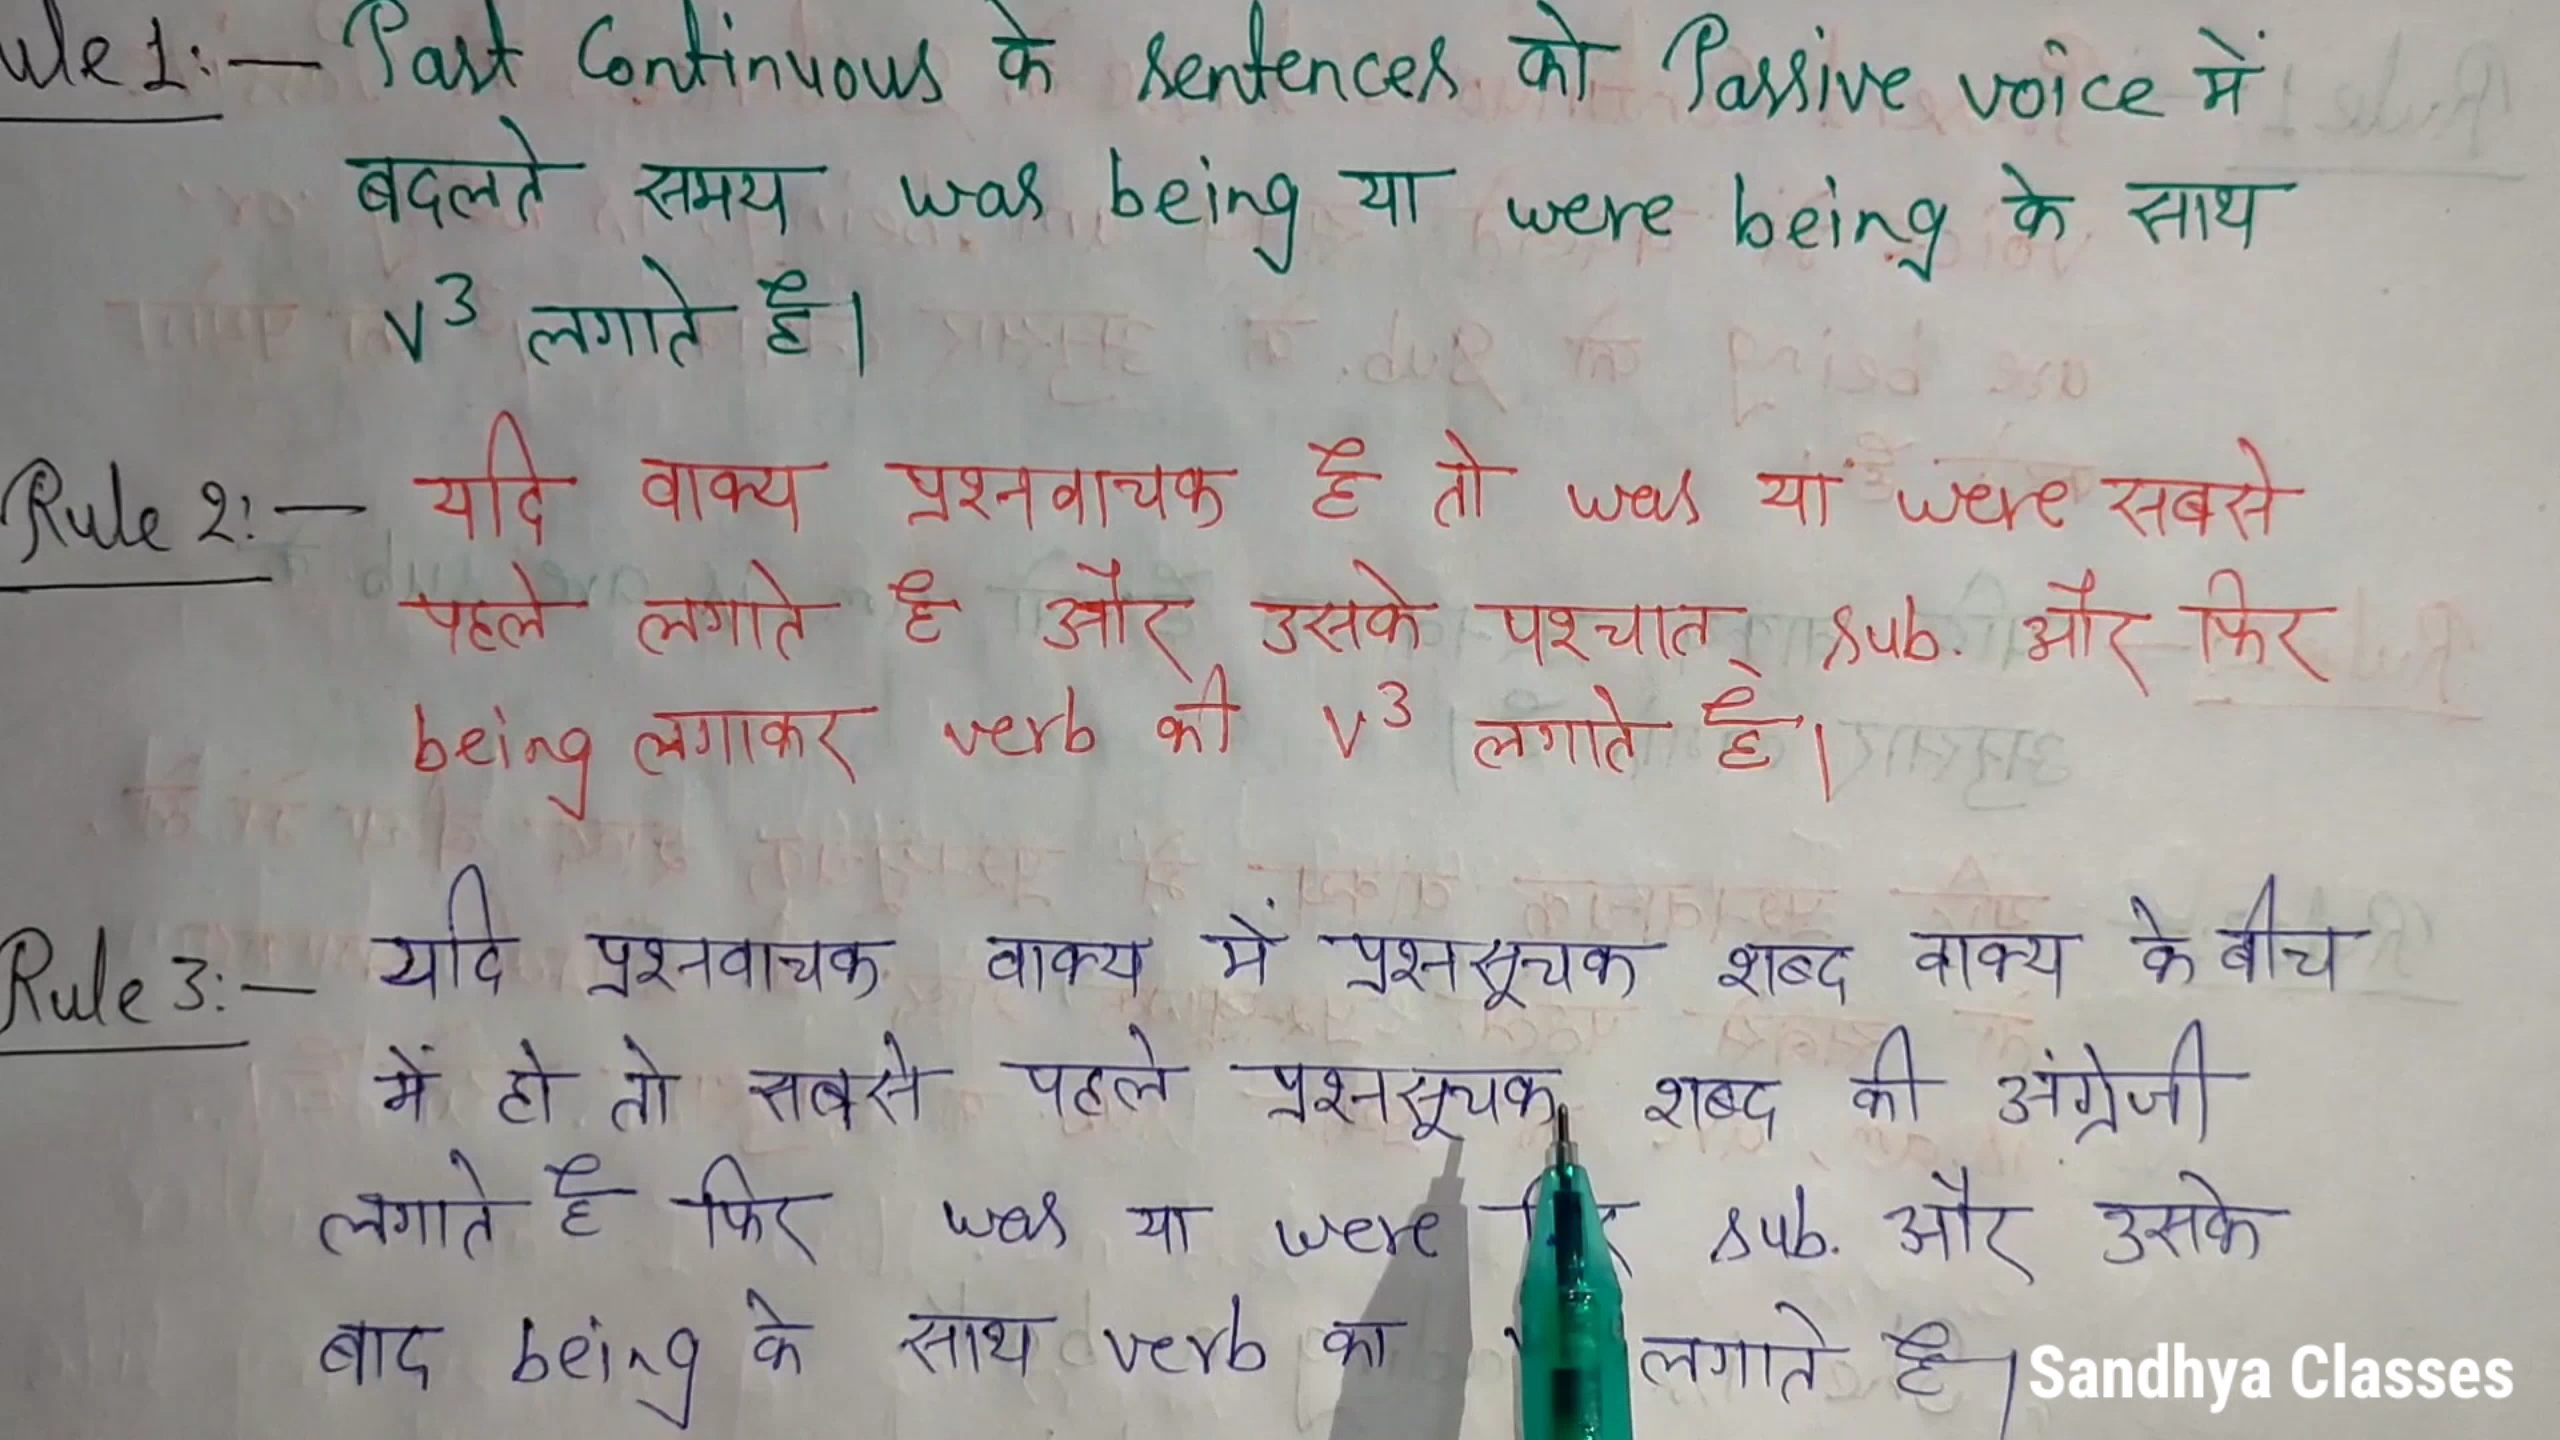 ule 1:- Past Continuous के sentences को Passive voice में
बदलते समय was being या were being के साथ
V3 लगाते है।
Rule 2:- यदि वाक्य प्रश्नवाचक है तो was या were सबसे
पहले लगाते है और उसके पश्चात् sub. और फिर
being लगाकर verb की V3 लगाते है।
Rule 3:- यदि प्रश्नवाचक वाक्य में प्रश्नसूचक शब्द वाक्य के बीच
में हो तो सबसे पहले प्रश्नसूचक शब्द की अंग्रेजी
लगाते है फिर was या were sub. और उसके
बाद being के साथ verb का लगाते है।
Sandhya Classes